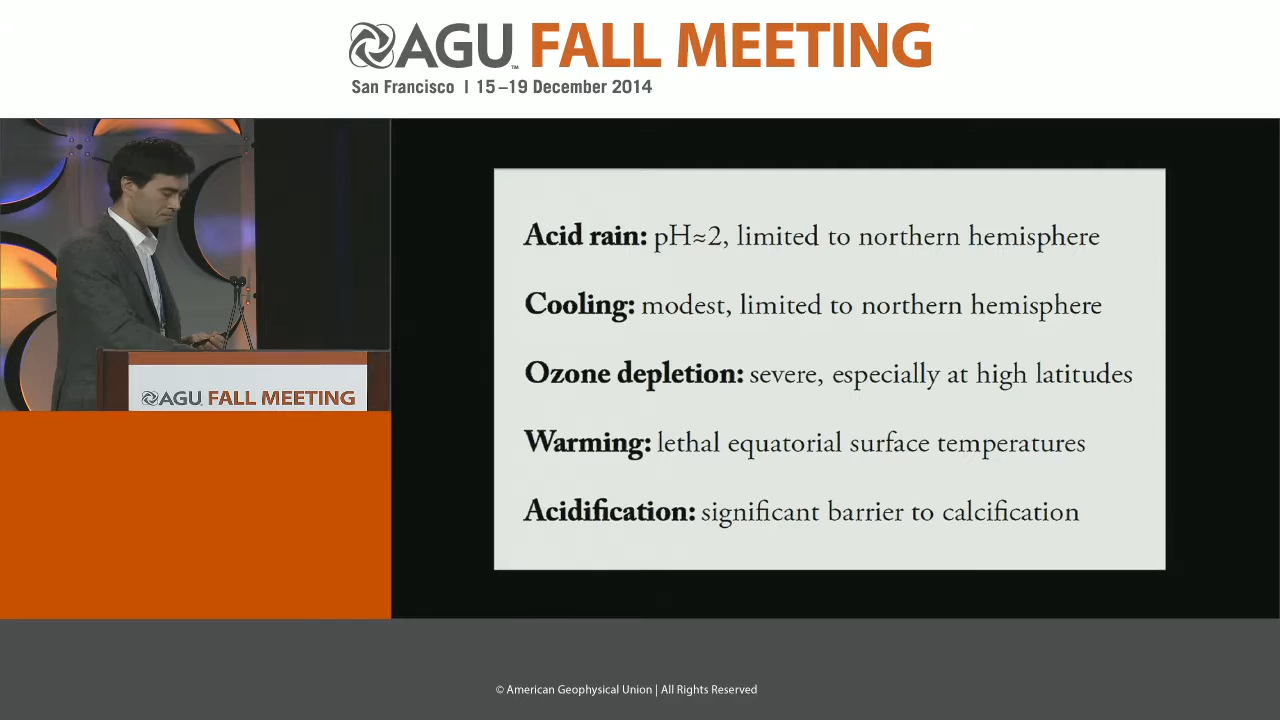 AGU™ FALL MEETING
San Francisco | 15–19 December 2014
AGU FALL MEETING
Acid rain: pH≈2, limited to northern hemisphere
Cooling: modest, limited to northern hemisphere
Ozone depletion: severe, especially at high latitudes
Warming: lethal equatorial surface temperatures
Acidification: significant barrier to calcification
© American Geophysical Union | All Rights Reserved